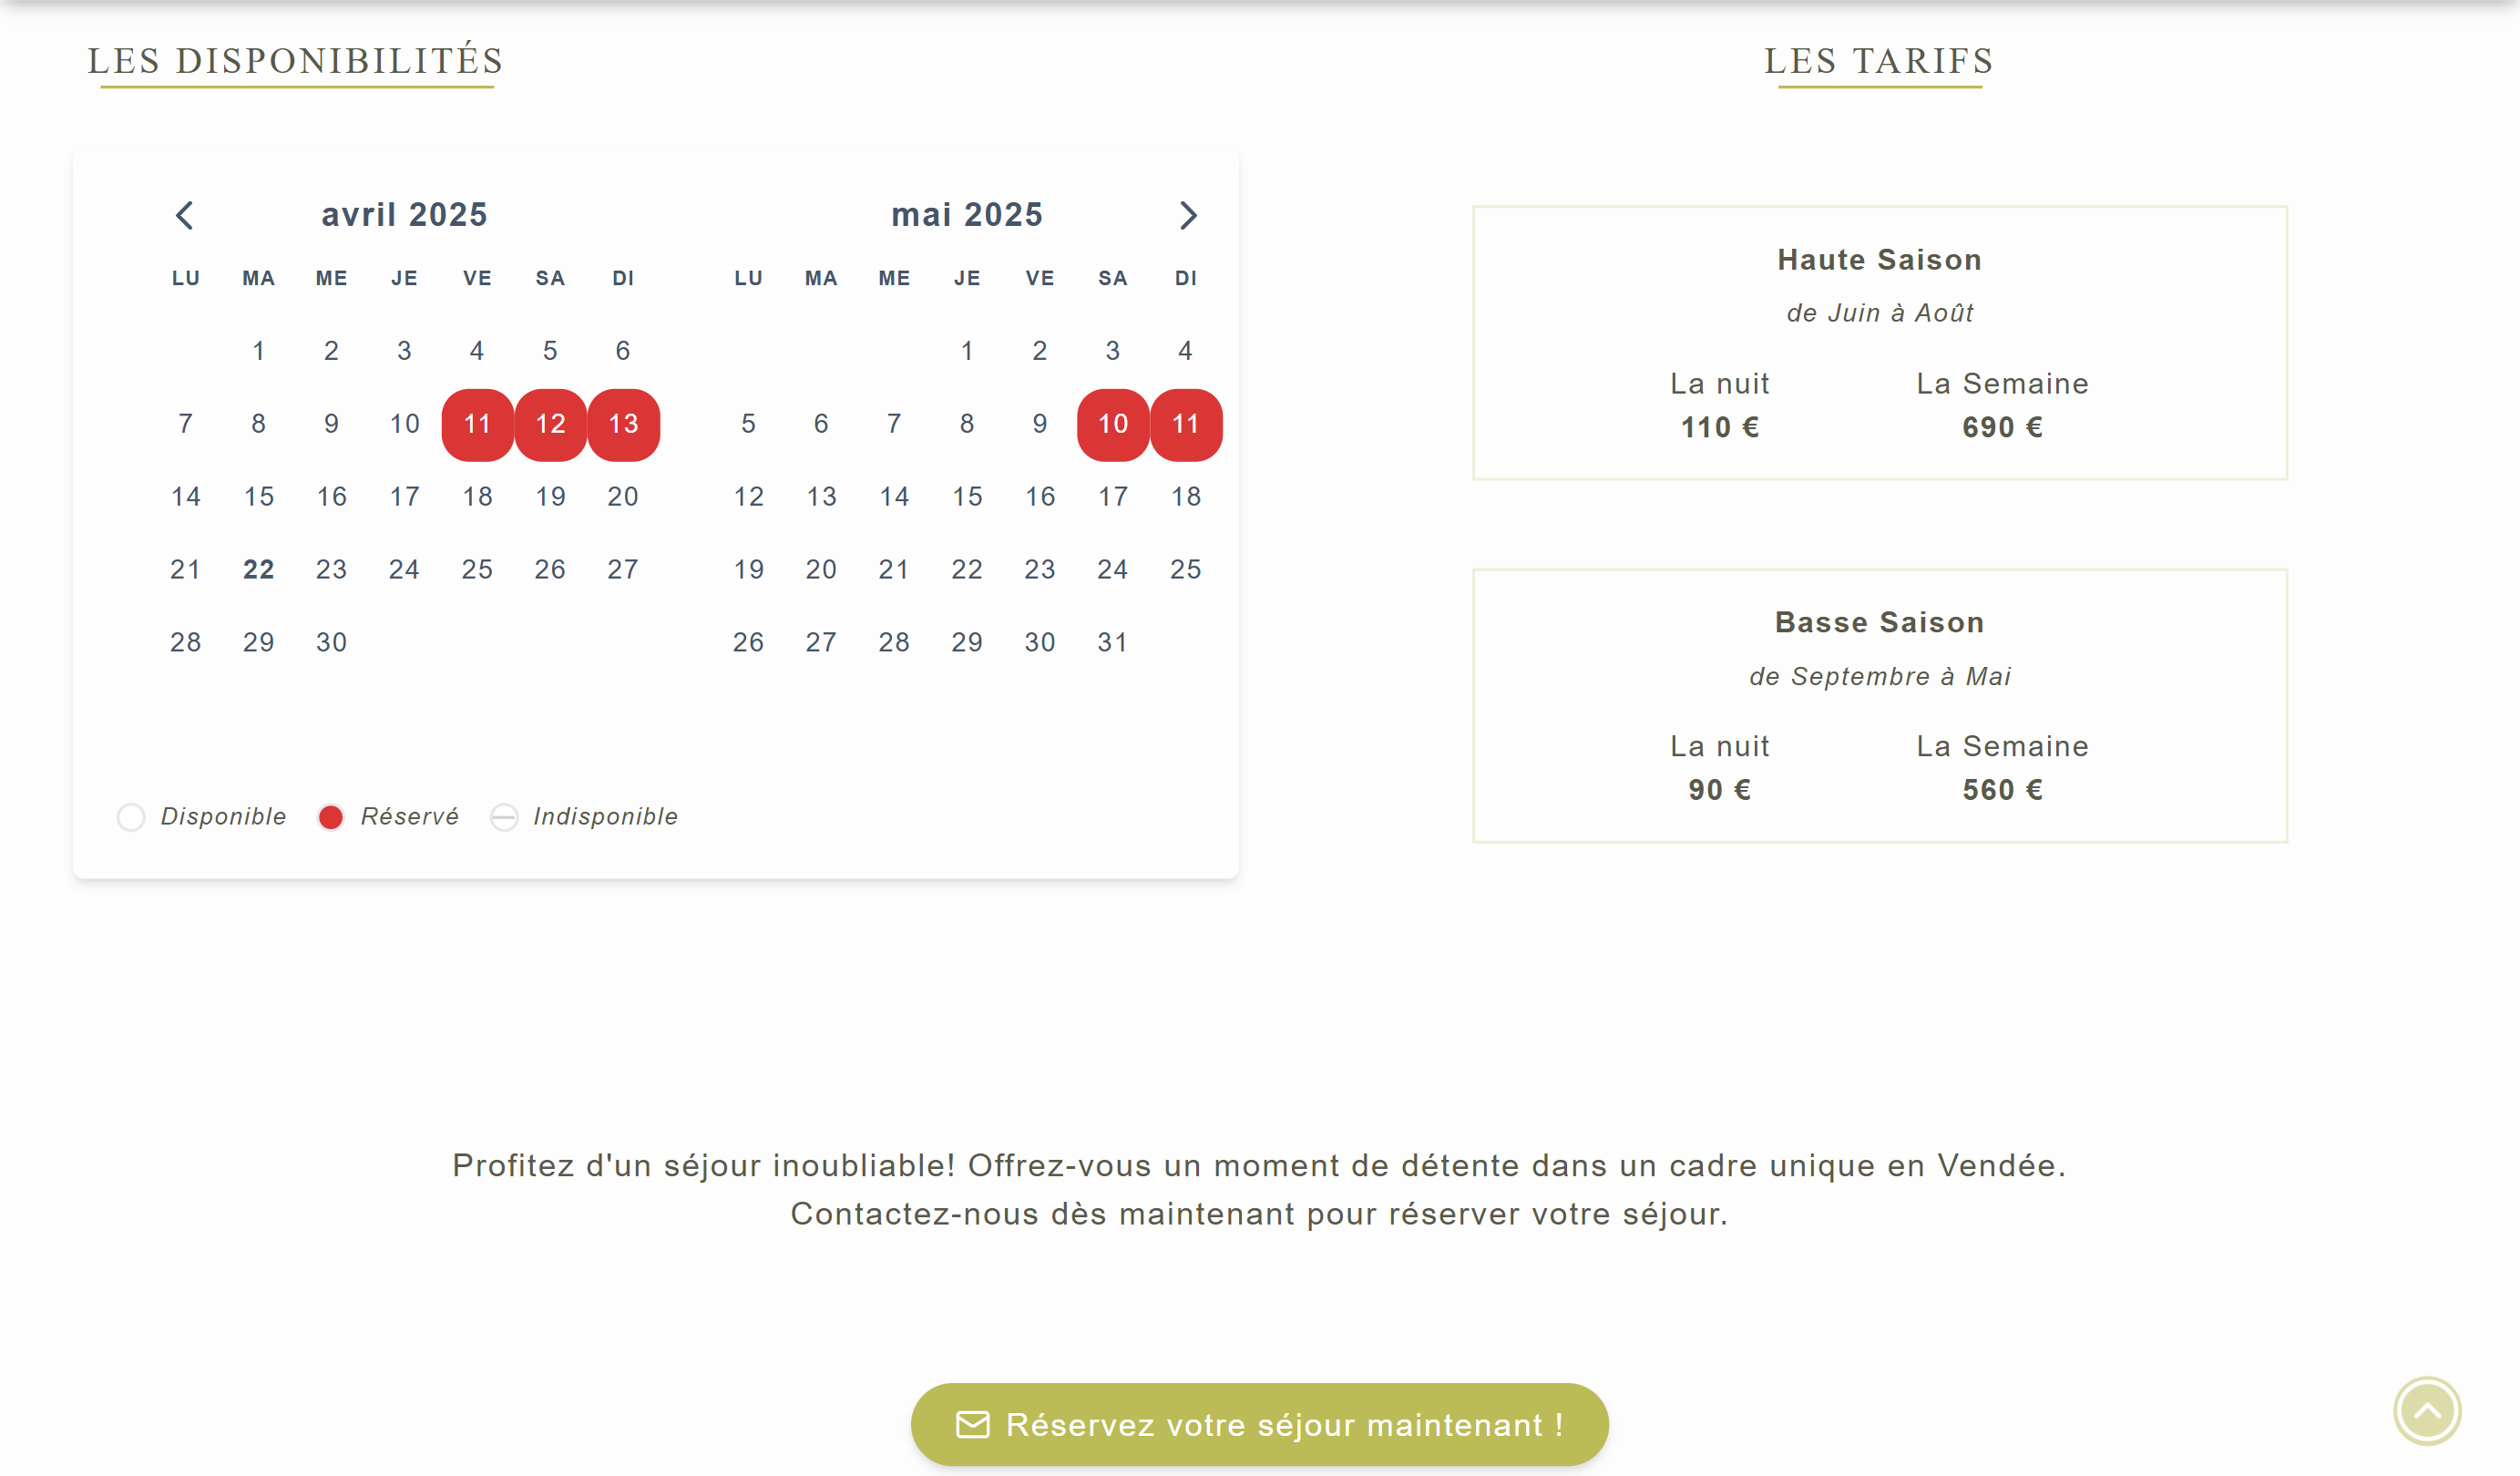 LES DISPONIBILITÉS
avril 2025
LU MA ME JE VE SA DI
1 2 3 4 5 6
7 8 9 10 11 12 13
14 15 16 17 18 19 20
21 22 23 24 25 26 27
28 29 30
mai 2025
LU MA ME JE VE SA DI
1 2 3 4
5 6 7 8 9 10 11
12 13 14 15 16 17 18
19 20 21 22 23 24 25
26 27 28 29 30 31
Disponible Réservé Indisponible
LES TARIFS
Haute Saison
de Juin à Août
La nuit La Semaine
110 € 690 €
Basse Saison
de Septembre à Mai
La nuit La Semaine
90 € 560 €
Profitez d'un séjour inoubliable! Offrez-vous un moment de détente dans un cadre unique en Vendée.
Contactez-nous dès maintenant pour réserver votre séjour.
Réservez votre séjour maintenant !